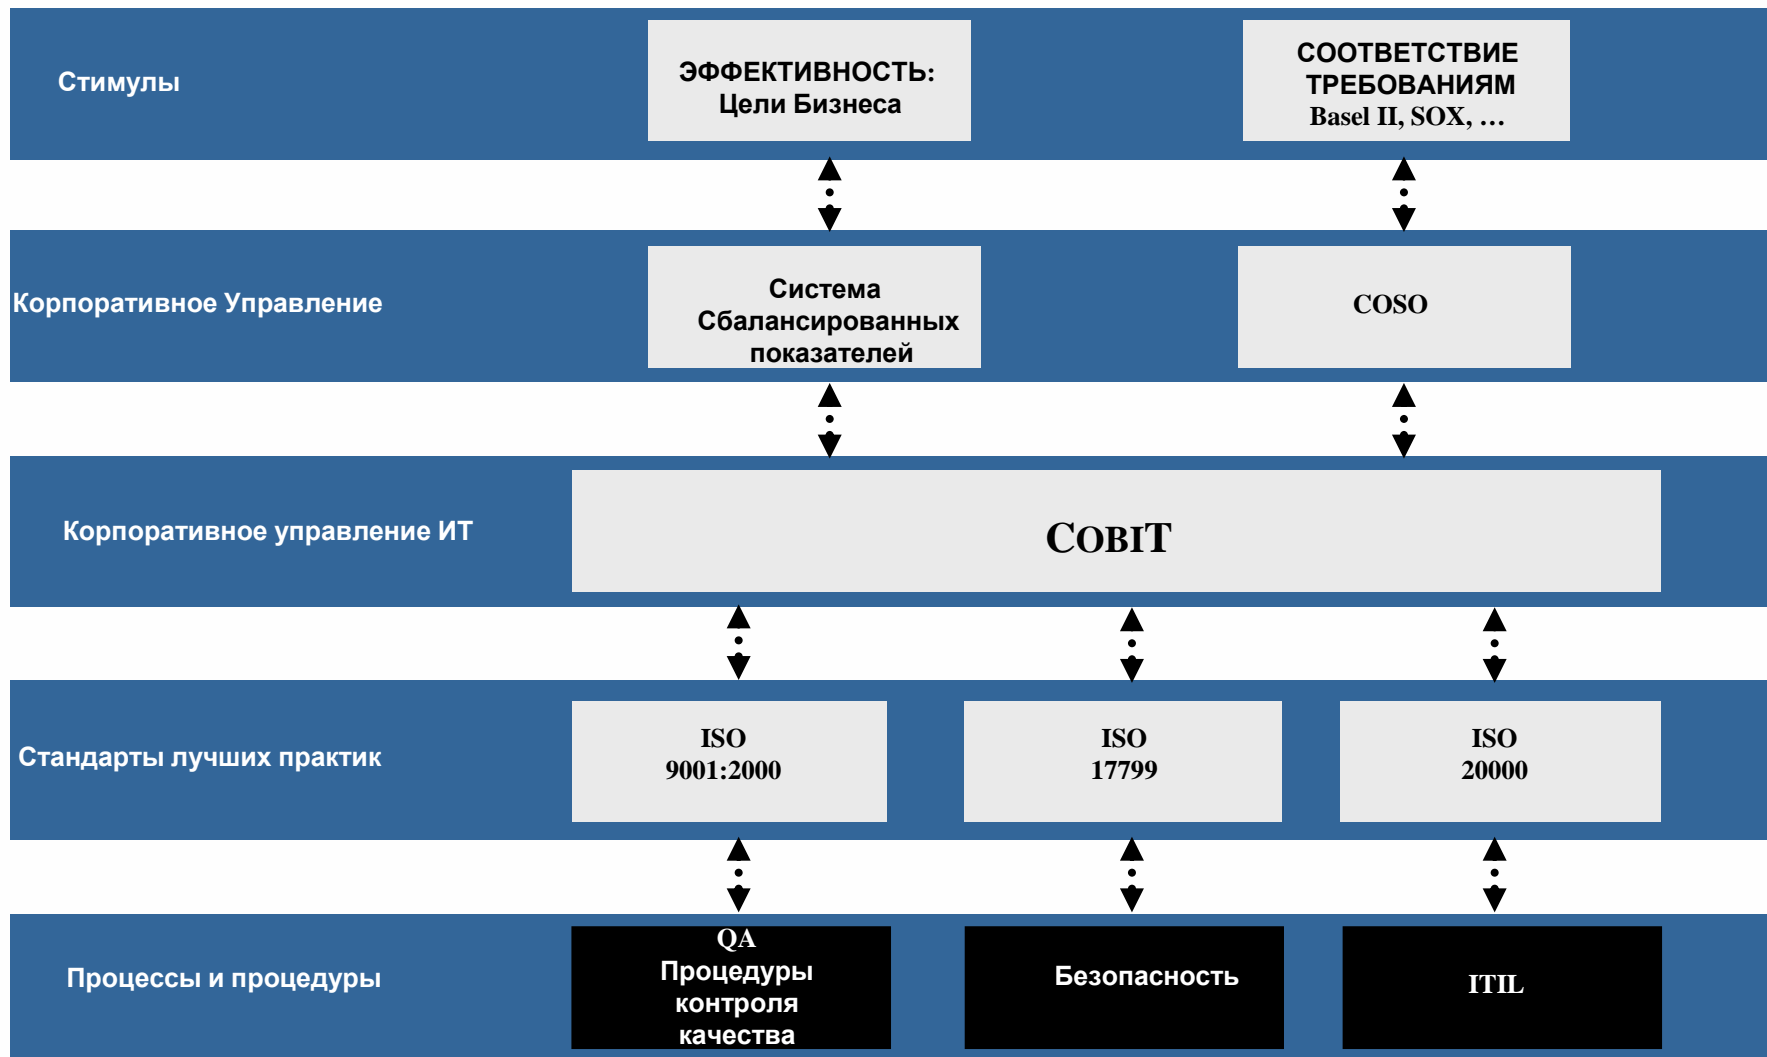 Стимулы
ЭФФЕКТИВНОСТЬ:
Цели Бизнеса
СООТВЕТСТВИЕ
ТРЕБОВАНИЯМ
Basel II, SOX, …
Корпоративное Управление
Система
Сбалансированных
показателей
COSO
Корпоративное управление ИТ
COBIT
Стандарты лучших практик
ISO
9001:2000
ISO
17799
ISO
20000
Процессы и процедуры
QA
Процедуры
контроля
качества
Безопасность
ITIL